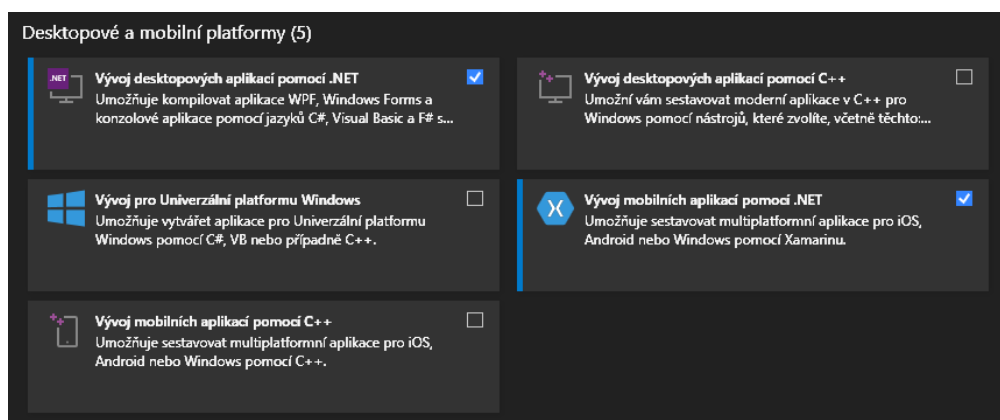 Desktopové a mobilní platformy (5)
.NET
Vývoj desktopových aplikací pomocí .NET
Umožňuje kompilovat aplikace WPF, Windows Forms a
konzolové aplikace pomocí jazyků C#, Visual Basic a F# s...
Vývoj desktopových aplikací pomocí C++
Umožní vám sestavovat moderní aplikace v C++ pro
Windows pomocí nástrojů, které zvolíte, včetně těchto:...
Vývoj pro Univerzální platformu Windows
Umožňuje vytvářet aplikace pro Univerzální platformu
Windows pomocí C#, VB nebo případně C++.
Vývoj mobilních aplikací pomocí .NET
Umožňuje sestavovat multiplatformní aplikace pro iOS,
Android nebo Windows pomocí Xamarinu.
Vývoj mobilních aplikací pomocí C++
Umožňuje sestavovat multiplatformní aplikace pro iOS,
Android nebo Windows pomocí C++.